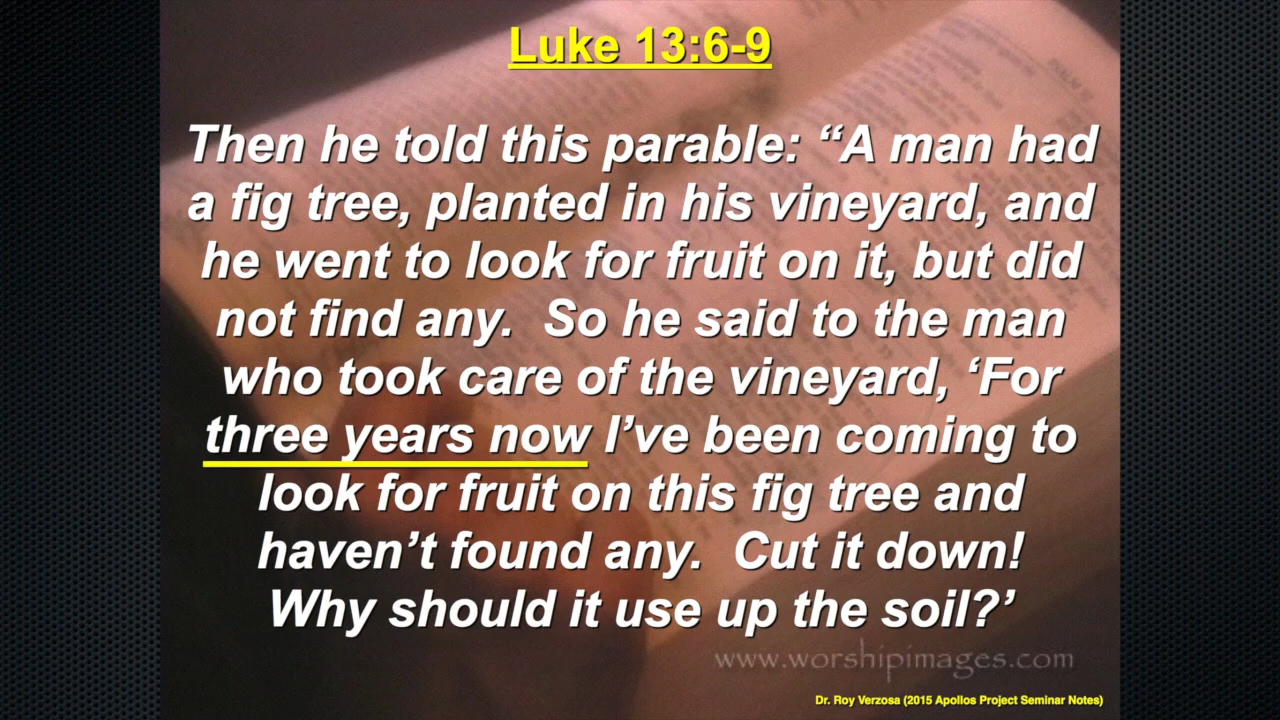 Luke 13:6-9
Then he told this parable: “A man had
a fig tree, planted in his vineyard, and
he went to look for fruit on it, but did
not find any.  So he said to the man
who took care of the vineyard, ‘For
three years now I’ve been coming to
look for fruit on this fig tree and
haven’t found any.  Cut it down!
Why should it use up the soil?’
www.worshipimages.com
Dr. Roy Verzosa (2015 Apollos Project Seminar Notes)